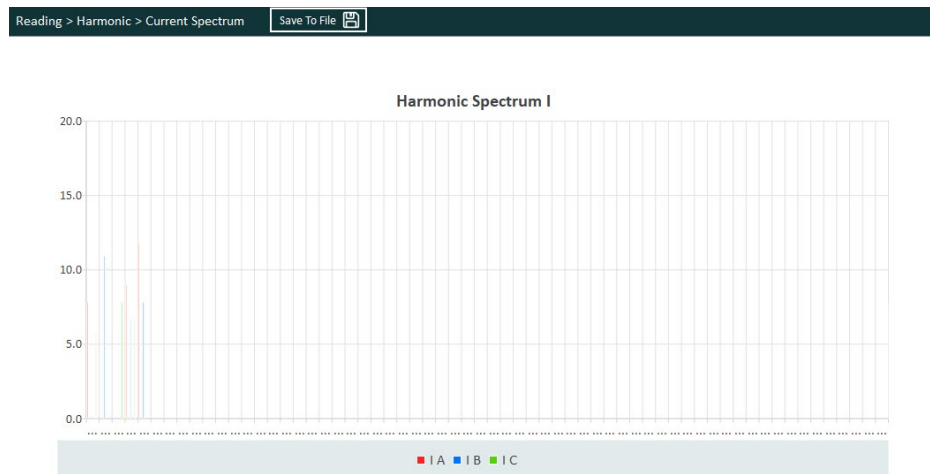 Reading > Harmonic > Current Spectrum Save To File
Harmonic Spectrum I
20.0
15.0
10.0
5.0
0.0
... ... ... ... ... ... ... ... ... ... ... ... ... ... ... ... ... ... ... ... ... ... ... ... ... ... ... ... ... ... ... ... ... ... ... ... ... ... ... ... ... ... ... ... ... ... ... ... ... ... ... ... ... ... ... ... ... ... ... ... ... ...
I A I B I C